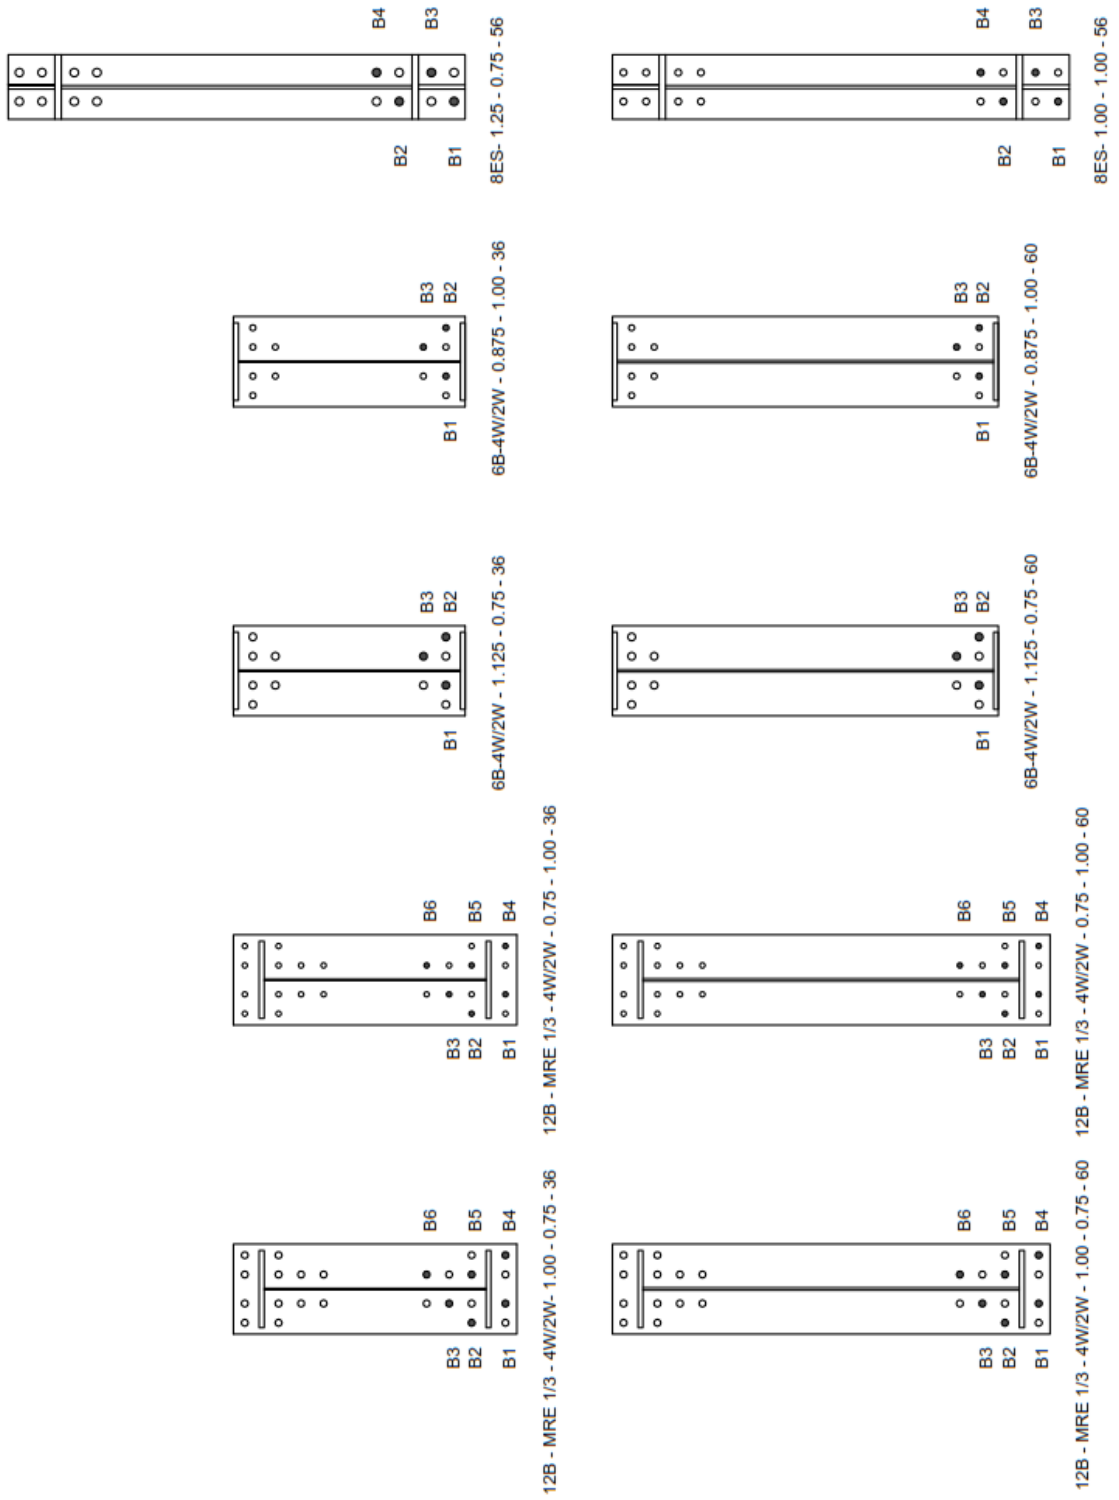 B4 B3
B2 B1
8ES- 1.25 - 0.75 - 56
B4 B3
B2 B1
8ES- 1.00 - 1.00 - 56
B3 B2
B1
6B-4W/2W - 0.875 - 1.00 - 36
B3 B2
B1
6B-4W/2W - 0.875 - 1.00 - 60
B3 B2
B1
6B-4W/2W - 1.125 - 0.75 - 36
B3 B2
B1
6B-4W/2W - 1.125 - 0.75 - 60
B6 B5 B4
B3 B2 B1
12B - MRE 1/3 - 4W/2W - 0.75 - 1.00 - 36
B6 B5 B4
B3 B2 B1
12B - MRE 1/3 - 4W/2W - 0.75 - 1.00 - 60
B6 B5 B4
B3 B2 B1
12B - MRE 1/3 - 4W/2W- 1.00 - 0.75 - 36
B6 B5 B4
B3 B2 B1
12B - MRE 1/3 - 4W/2W - 1.00 - 0.75 - 60